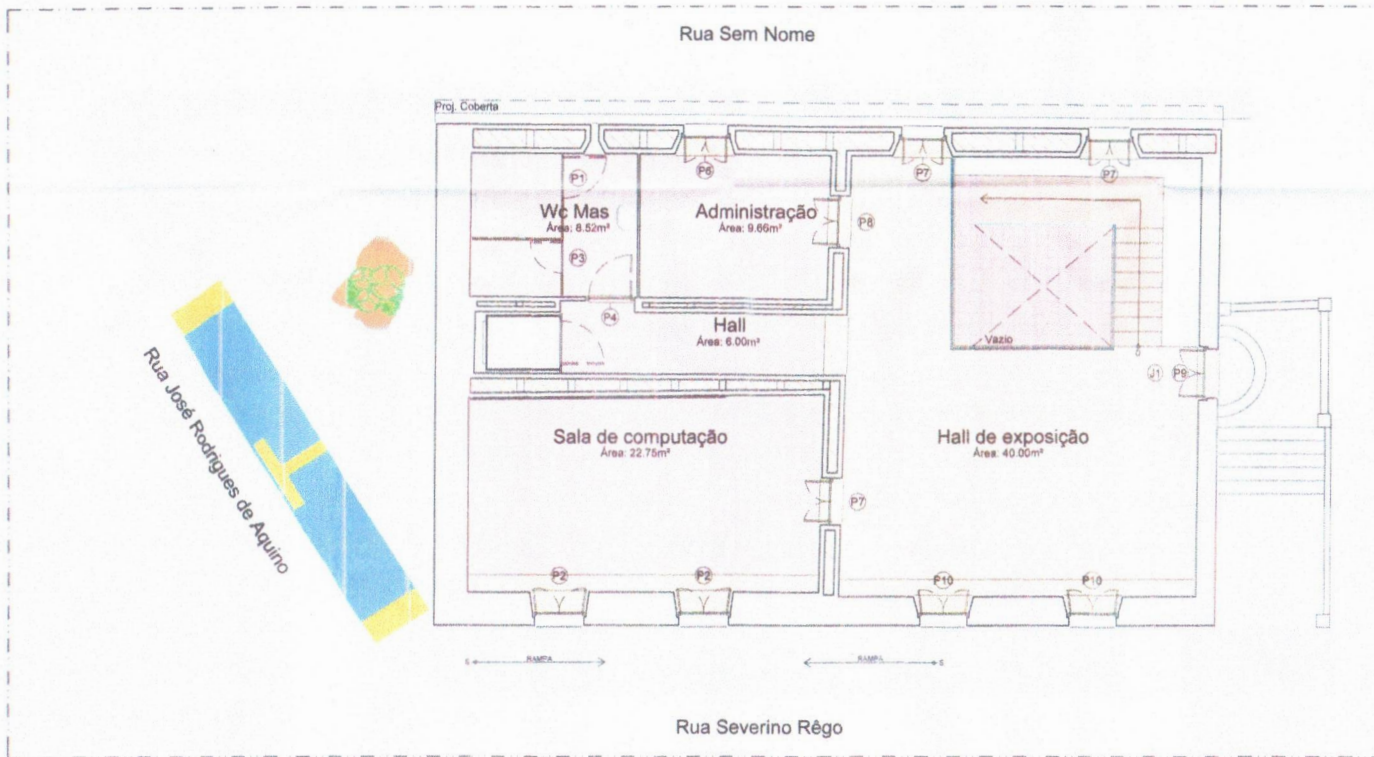 Rua Sem Nome
Proj. Coberta
P1
P6
P7
P7
Wc Mas
Área: 8.52m²
Administração
Área: 9.66m²
P8
P3
P4
Hall
Área: 6.00m²
Vazio
J1
P9
Rua José Rodrigues de Aquino
Sala de computação
Área: 22.75m²
Hall de exposição
Área: 40.00m²
P7
P2
P2
P10
P10
S
RAMPA
RAMPA
S
Rua Severino Rêgo